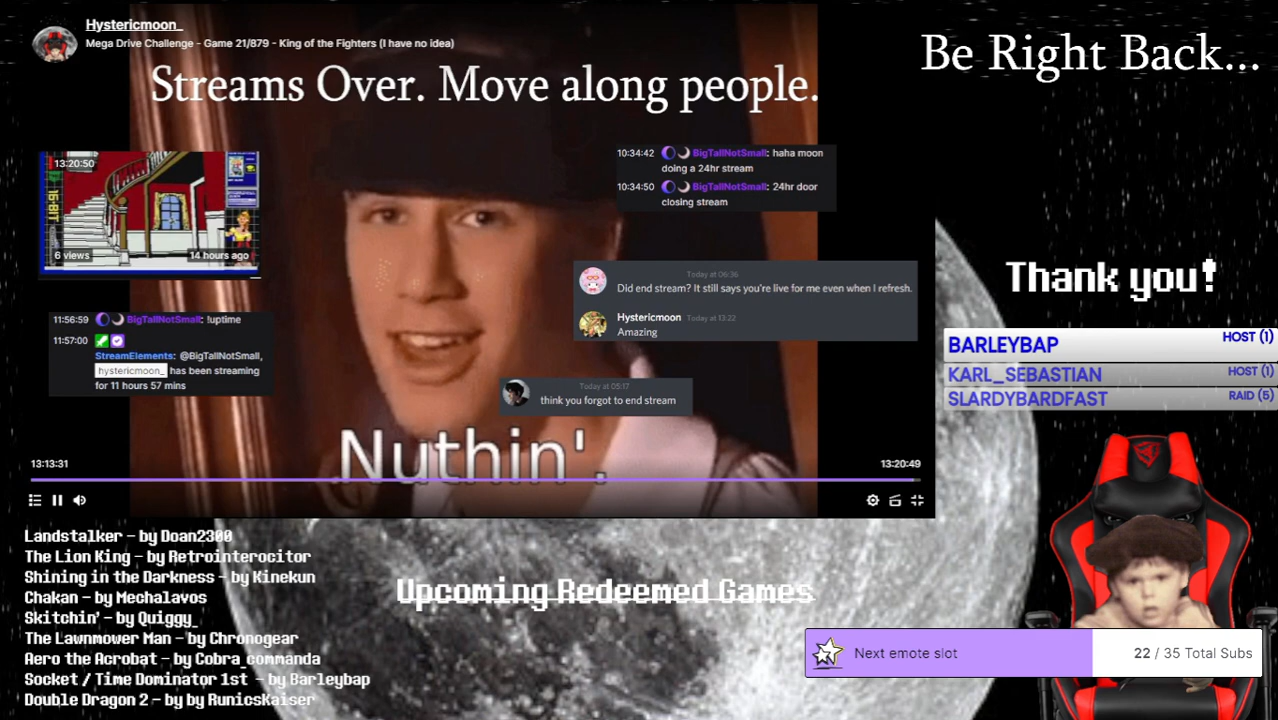 Hystericmoon_
Mega Drive Challenge - Game 21/879 - King of the Fighters (I have no idea)
Be Right Back...
Streams Over. Move along people.
13:20:50
16-BIT
6 views
14 hours ago
10:34:42 BigTallNotSmall: haha moon
doing a 24hr stream
10:34:50 BigTallNotSmall: 24hr door
closing stream
Today at 06:36
Did end stream? It still says you're live for me even when I refresh.
Hystericmoon Today at 13:22
Amazing
11:56:59 BigTallNotSmall: !uptime
11:57:00
StreamElements: @BigTallNotSmall,
hystericmoon_ has been streaming
for 11 hours 57 mins
Today at 05:17
think you forgot to end stream
Nuthin'.
13:13:31
13:20:49
Thank you!
BARLEYBAP HOST (1)
KARL_SEBASTIAN HOST (1)
SLARDYBARDFAST RAID (5)
Landstalker - by Doan2300
The Lion King - by Retrointerocitor
Shining in the Darkness - by Kinekun
Chakan - by Mechalavos
Skitchin' - by Quiggy_
The Lawnmower Man - by Chronogear
Aero the Acrobat - by Cobra_commanda
Socket / Time Dominator 1st - by Barleybap
Double Dragon 2 - by by RunicsKaiser
Upcoming Redeemed Games
Next emote slot
22 / 35 Total Subs